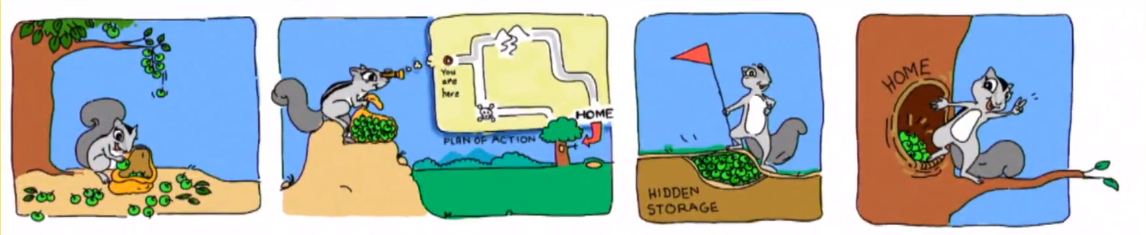 You
are
here
HOME
PLAN OF ACTION
HIDDEN
STORAGE
HOME